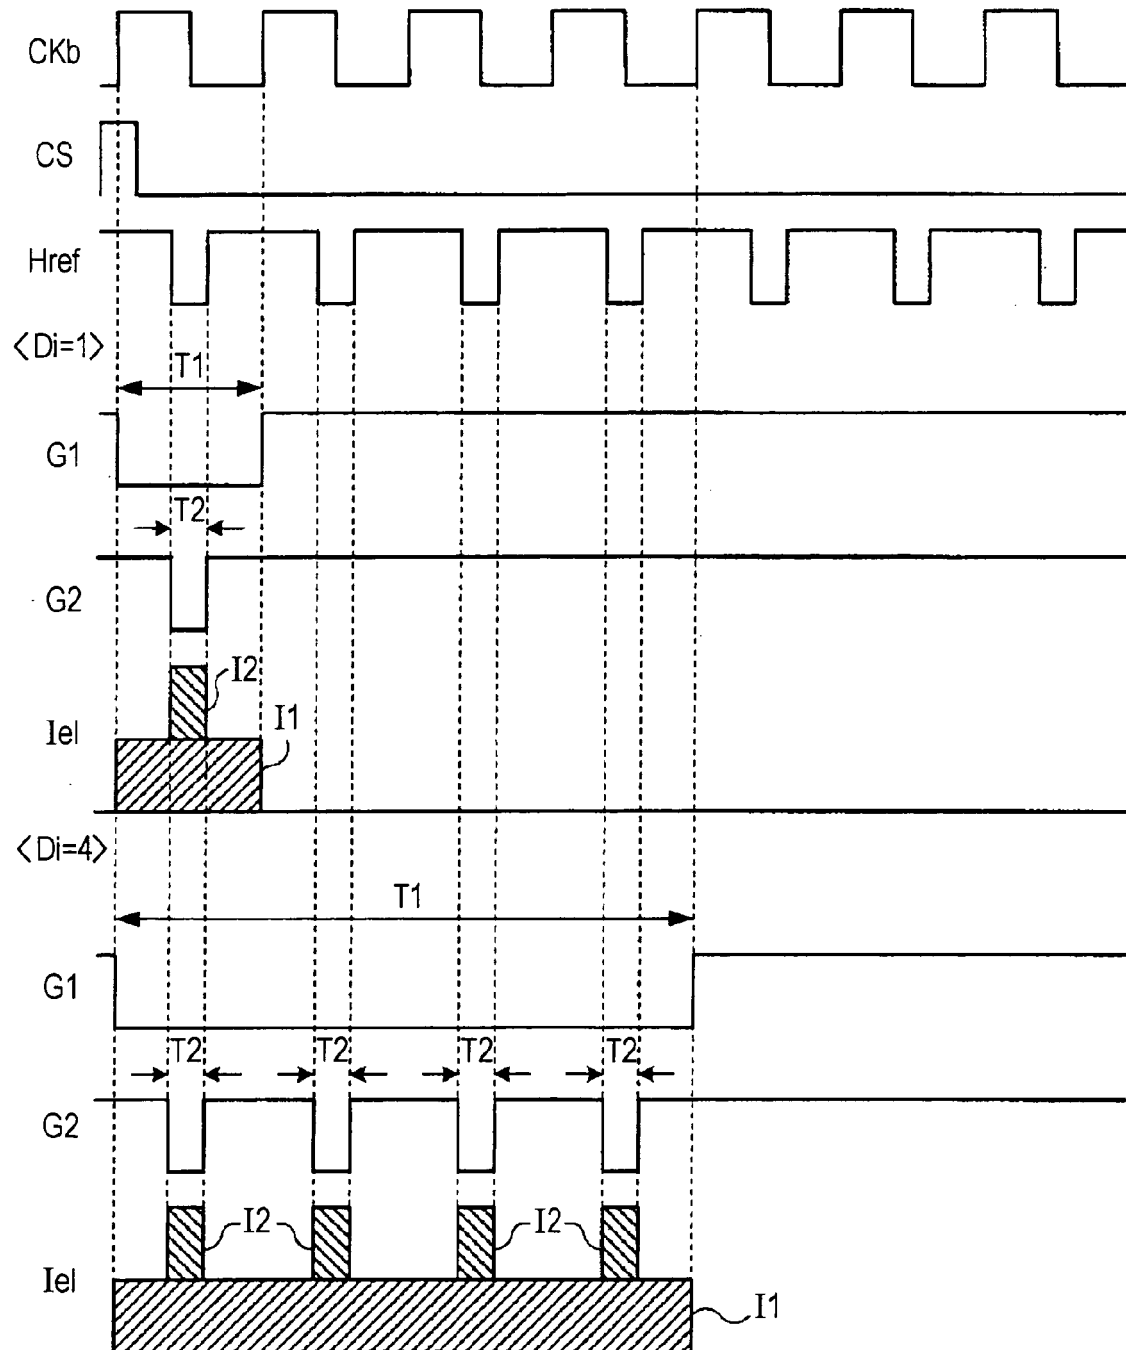 CKb
CS
Href
<Di=1>
T1
G1
T2
G2
I2
Iel
I1
<Di=4>
T1
G1
T2 T2 T2 T2
G2
I2 I2
Iel
I1